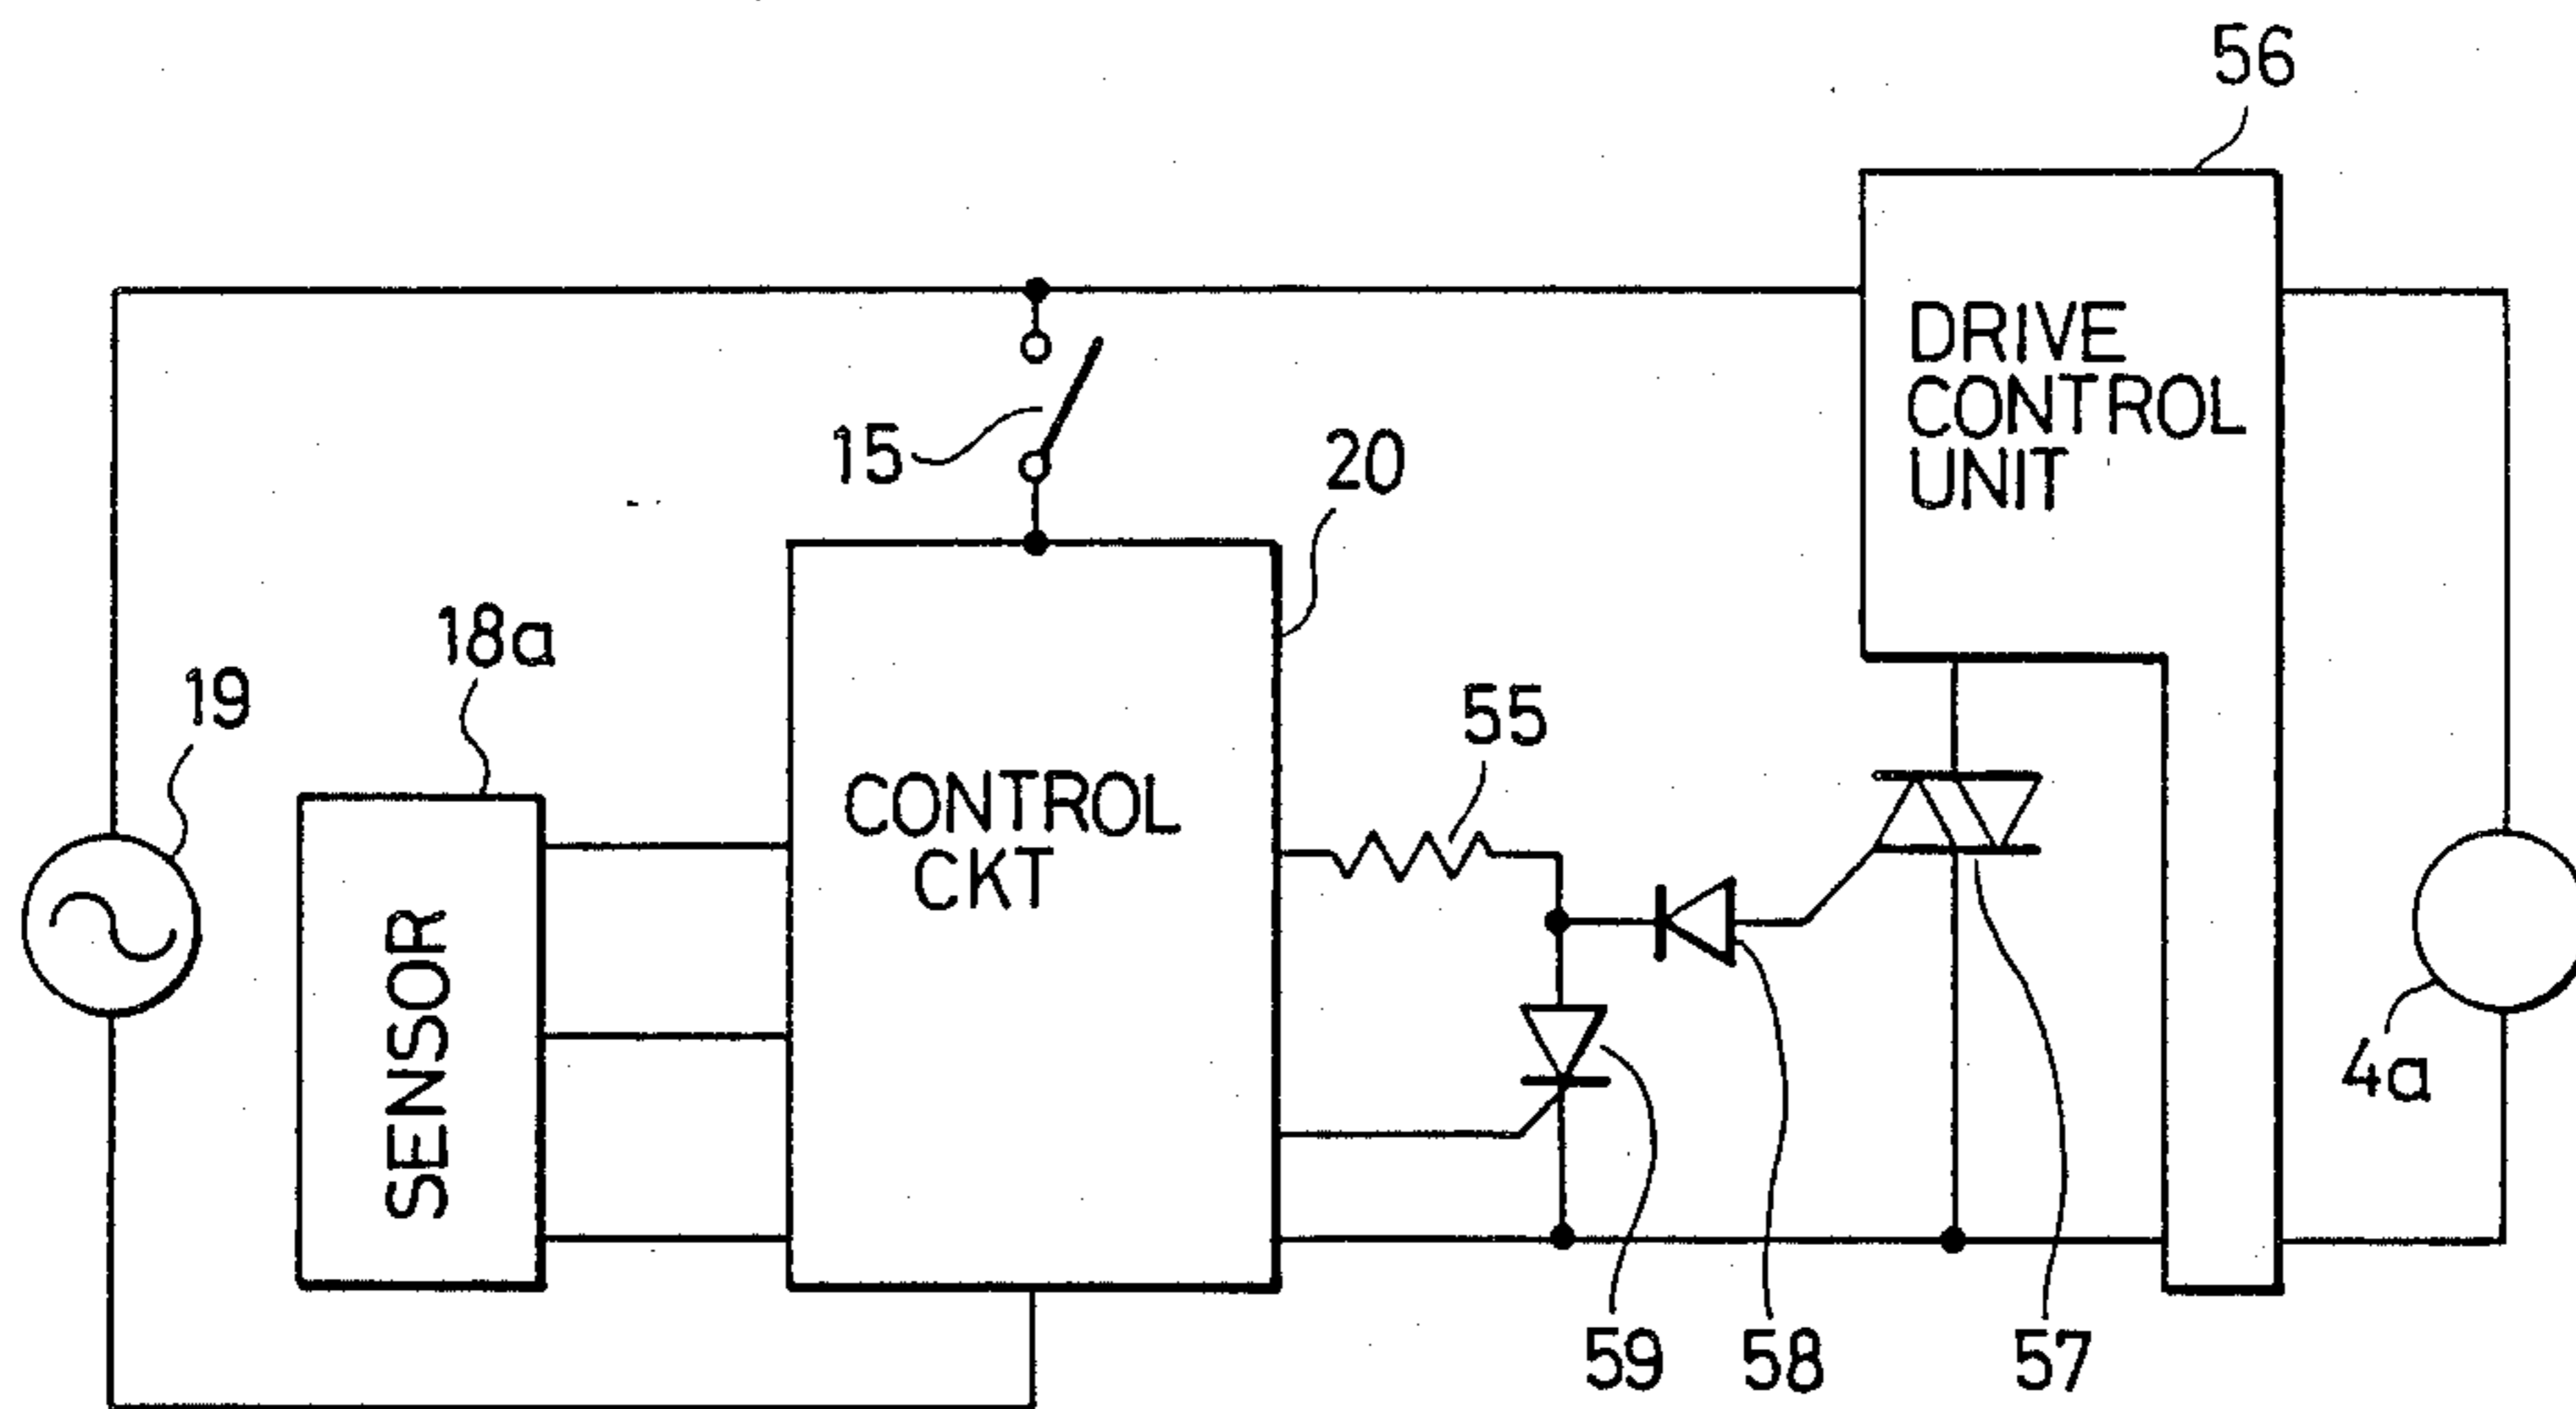 56
DRIVE
CONTROL
UNIT
15
20
18a
19
55
CONTROL
CKT
SENSOR
4a
59
58
57